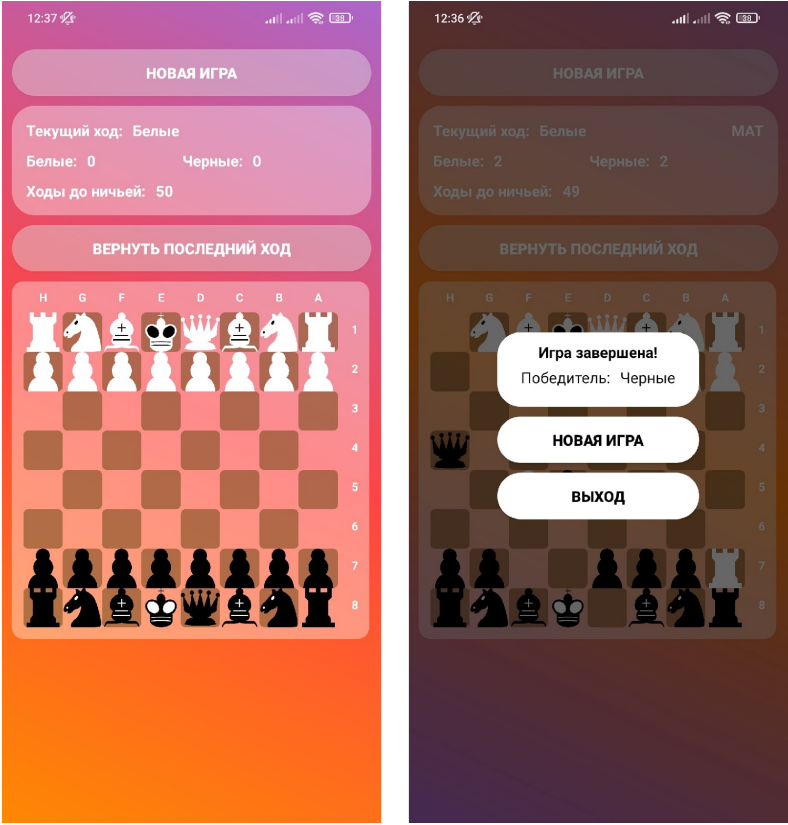 12:37 38
НОВАЯ ИГРА
Текущий ход: Белые
Белые: 0 Черные: 0
Ходы до ничьей: 50
ВЕРНУТЬ ПОСЛЕДНИЙ ХОД
H G F E D C B A
1
2
3
4
5
6
7
8
12:36 38
НОВАЯ ИГРА
Текущий ход: Белые МАТ
Белые: 2 Черные: 2
Ходы до ничьей: 49
ВЕРНУТЬ ПОСЛЕДНИЙ ХОД
H G F E D C B A
1
Игра завершена!
Победитель: Черные
2
3
НОВАЯ ИГРА
4
5
ВЫХОД
6
7
8